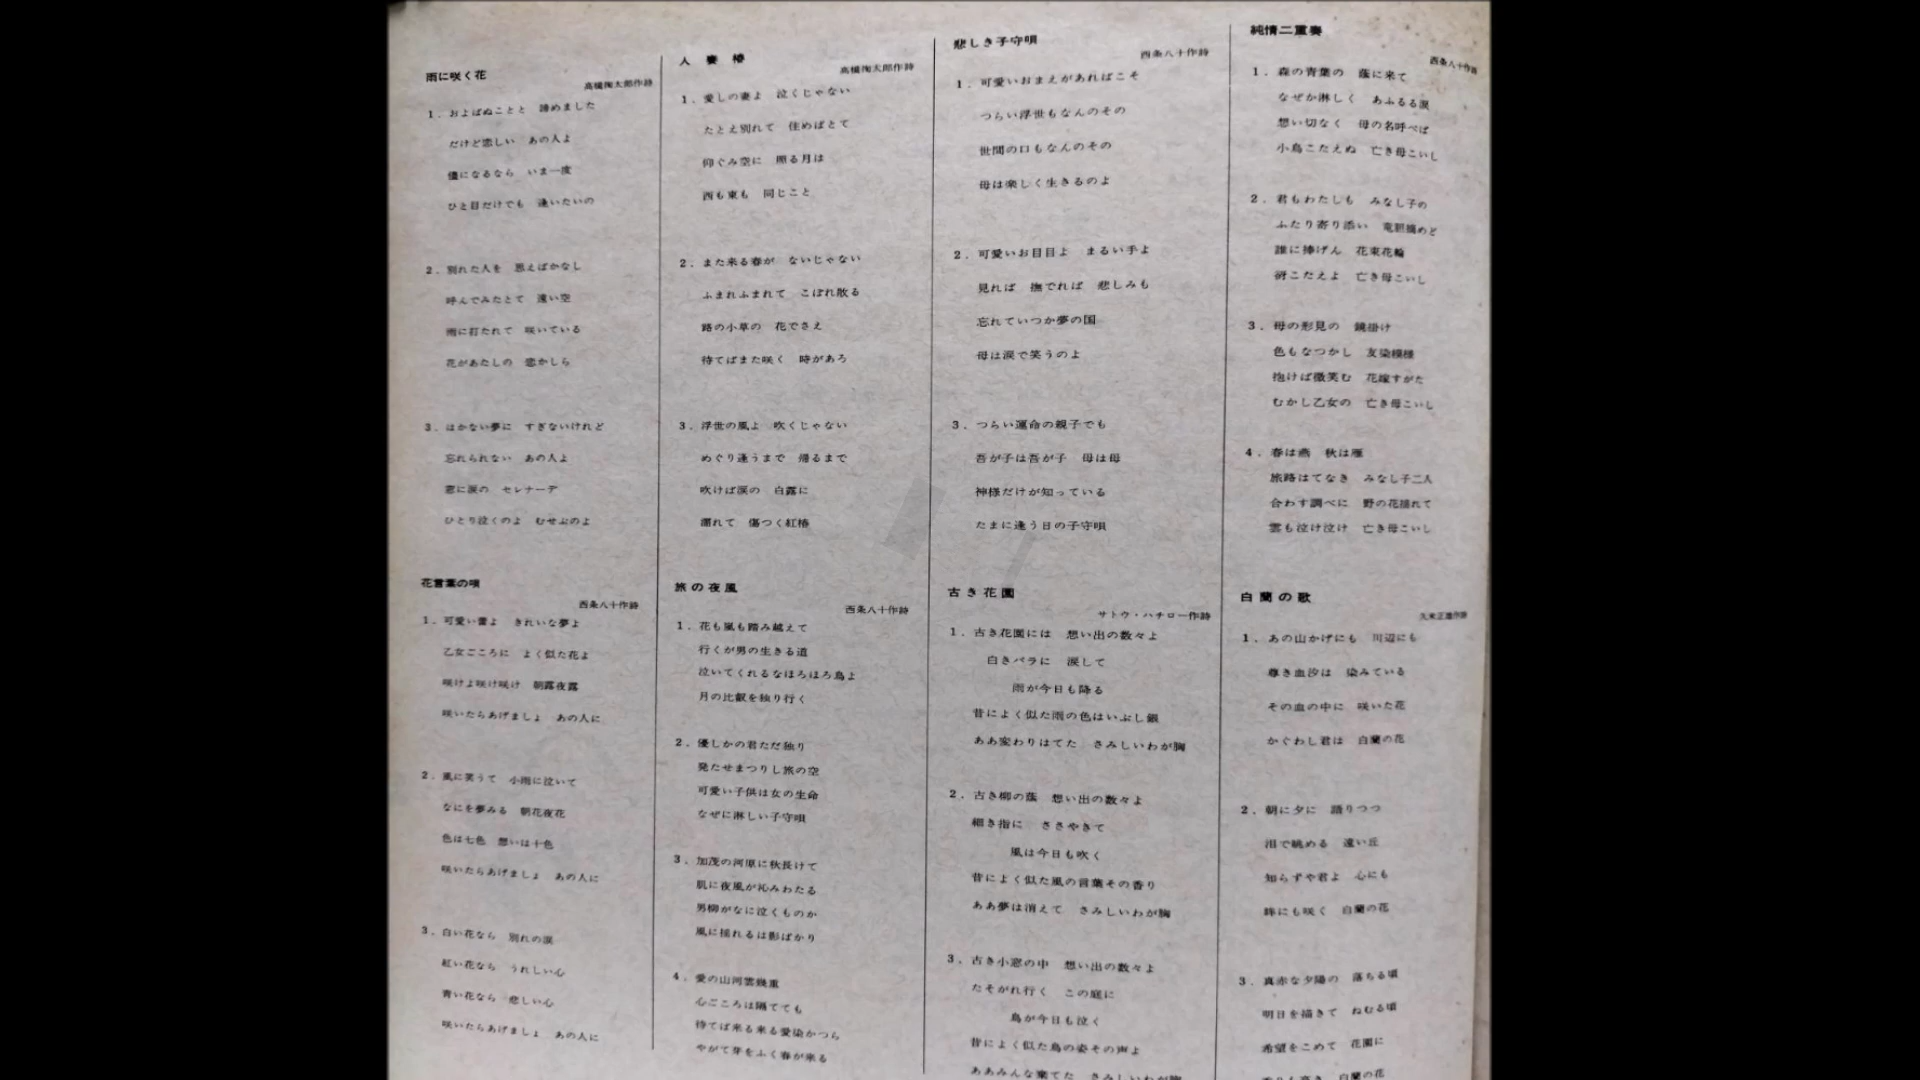 雨に咲く花
高橋掬太郎作詩
1．およばぬことと　諦めました
だけど恋しい　あの人よ
儘になるなら　いま一度
ひと目だけでも　逢いたいの
2．別れた人を　思えばかなし
呼んでみたとて　遠い空
雨に打たれて　咲いている
花があたしの　恋かしら
3．はかない夢に　すぎないけれど
忘れられない　あの人よ
窓に涙の　セレナーデ
ひとり泣くのよ　むせぶのよ
花言葉の唄
西条八十作詩
1．可愛い蕾よ　きれいな夢よ
乙女ごころに　よく似た花よ
咲けよ咲け咲け　朝露夜露
咲いたらあげましょ　あの人に
2．風に笑うて　小雨に泣いて
なにを夢みる　朝花夜花
色は七色　想いは十色
咲いたらあげましょ　あの人に
3．白い花なら　別れの涙
紅い花なら　うれしい心
青い花なら　悲しい心
咲いたらあげましょ　あの人に
人妻椿
高橋掬太郎作詩
1．愛しの妻よ　泣くじゃない
たとえ別れて　住めばとて
仰ぐみ空に　照る月は
西も東も　同じこと
2．また来る春が　ないじゃない
ふまれふまれて　こぼれ散る
路の小草の　花でさえ
待てばまた咲く　時があろ
3．浮世の風よ　吹くじゃない
めぐり逢うまで　帰るまで
吹けば涙の　白露に
濡れて　傷つく紅椿
旅の夜風
西条八十作詩
1．花も嵐も踏み越えて
行くが男の生きる道
泣いてくれるなほろほろ鳥よ
月の比叡を独り行く
2．優しかの君ただ独り
発たせまつりし旅の空
可愛い子供は女の生命
なぜに淋しい子守唄
3．加茂の河原に秋長けて
肌に夜風が沁みわたる
男柳がなに泣くものか
風に揺れるは影ばかり
4．愛の山河雲幾重
心ごころは隔てても
待てば来る来る愛染かつら
やがて芽をふく春が来る
悲しき子守唄
西条八十作詩
1．可愛いおまえがあればこそ
つらい浮世もなんのその
世間の口もなんのその
母は楽しく生きるのよ
2．可愛いお目目よ　まるい手よ
見れば　撫でれば　悲しみも
忘れていつか夢の国
母は涙で笑うのよ
3．つらい運命の親子でも
吾が子は吾が子　母は母
神様だけが知っている
たまに逢う日の子守唄
古き花園
サトウ・ハチロー作詩
1．古き花園には　想い出の数々よ
白きバラに　涙して
雨が今日も降る
昔によく似た雨の色はいぶし銀
ああ変わりはてた　さみしいわが胸
2．古き柳の蔭　想い出の数々よ
細き指に　ささやきて
風は今日も吹く
昔によく似た風の言葉その香り
ああ夢は消えて　さみしいわが胸
3．古き小窓の中　想い出の数々よ
たそがれ行く　この庭に
鳥が今日も泣く
昔によく似た鳥の姿その声よ
ああみんな棄てた　さみしいわが胸
純情二重奏
西条八十作詩
1．森の青葉の　蔭に来て
なぜか淋しく　あふるる涙
想い切なく　母の名呼べば
小鳥こたえぬ　亡き母こいし
2．君もわたしも　みなし子の
ふたり寄り添い　竜胆摘めど
誰に捧げん　花束花輪
谺こたえよ　亡き母こいし
3．母の形見の　鏡掛け
色もなつかし　友染模様
抱けば微笑む　花嫁すがた
むかし乙女の　亡き母こいし
4．春は燕　秋は雁
旅路はてなき　みなし子二人
合わす調べに　野の花揺れて
雲も泣け泣け　亡き母こいし
白蘭の歌
久米正雄作詩
1．あの山かげにも　川辺にも
尊き血汐は　染みている
その血の中に　咲いた花
かぐわし君は　白蘭の花
2．朝に夕に　語りつつ
泪で眺める　遠い丘
知らずや君よ　心にも
眸にも咲く　白蘭の花
3．真赤な夕陽の　落ちる頃
明日を描きて　ねむる頃
希望をこめて　花園に
白蘭の花